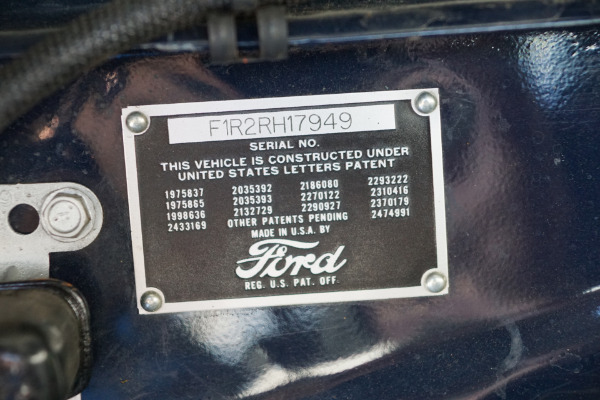 F1R2RH17949
SERIAL NO.
THIS VEHICLE IS CONSTRUCTED UNDER
UNITED STATES LETTERS PATENT
1975837 2035392 2186080 2293222
1975865 2035393 2270122 2310416
1998636 2132729 2290927 2370179
2433169 OTHER PATENTS PENDING 2474991
MADE IN U.S.A. BY
Ford
REG. U.S. PAT. OFF.